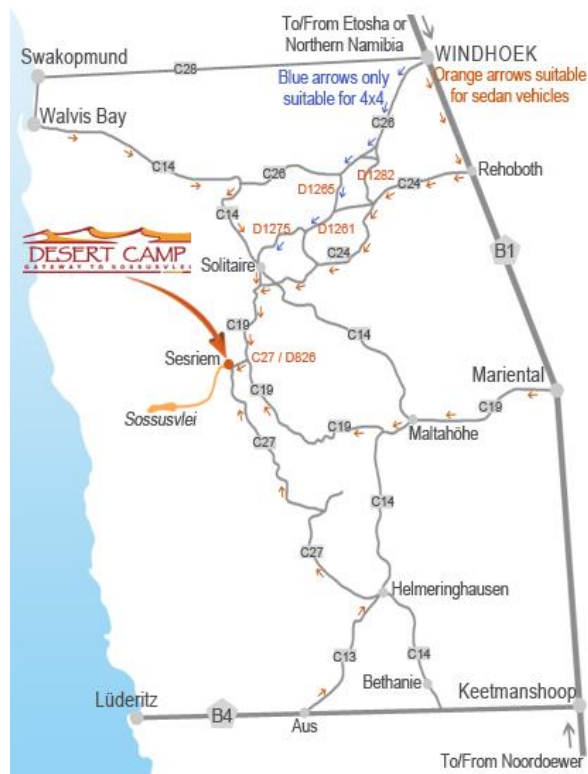 To/From Etosha or
Northern Namibia
WINDHOEK
Swakopmund
C28
Blue arrows only
suitable for 4x4
Orange arrows suitable
for sedan vehicles
Walvis Bay
C26
C14
C26
D1265
D1282
C24
Rehoboth
C14
D1275
D1261
C24
B1
DESERT CAMP
GATEWAY TO SOSSUSVLEI
Solitaire
C19
C14
Sesriem
C27 / D826
Mariental
C19
C19
Sossusvlei
C19
Maltahöhe
C27
C14
C27
Helmeringhausen
C13
C14
Bethanie
Keetmanshoop
Lüderitz
B4
Aus
To/From Noordoewer